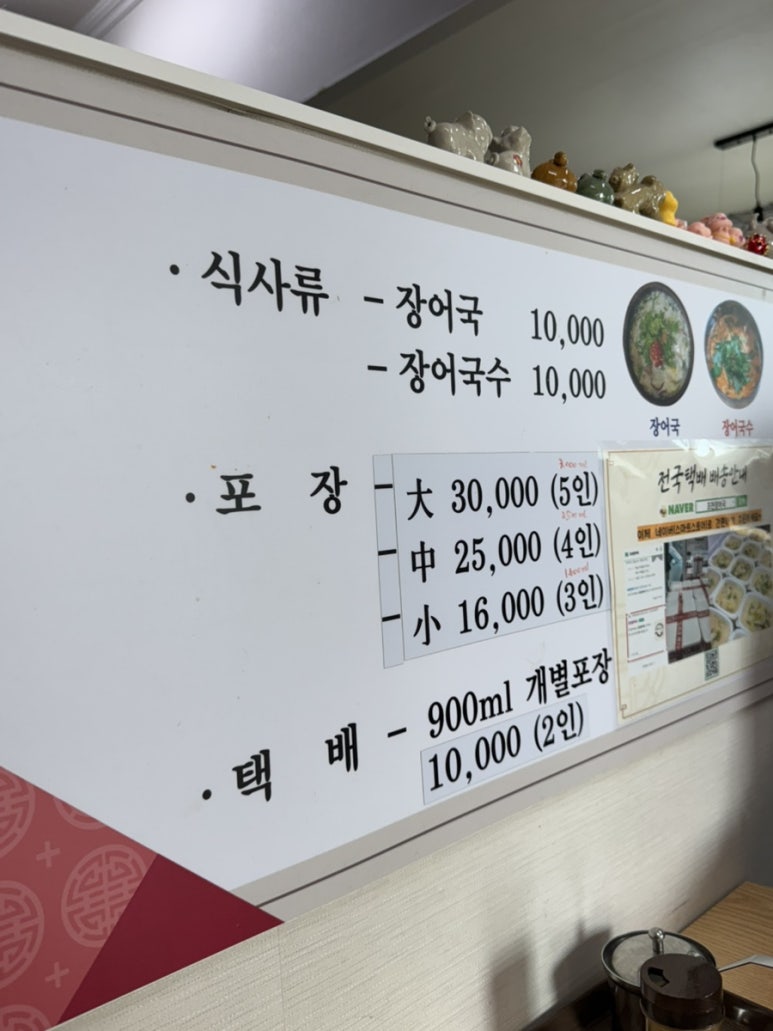 · 식사류 - 장어국 10,000
- 장어국수 10,000
장어국 장어국수
· 포 장 - 大 30,000 (5인)
- 中 25,000 (4인)
- 小 16,000 (3인)
· 택 배 - 900ml 개별포장
10,000 (2인)
전국택배 배송안내
NAVER